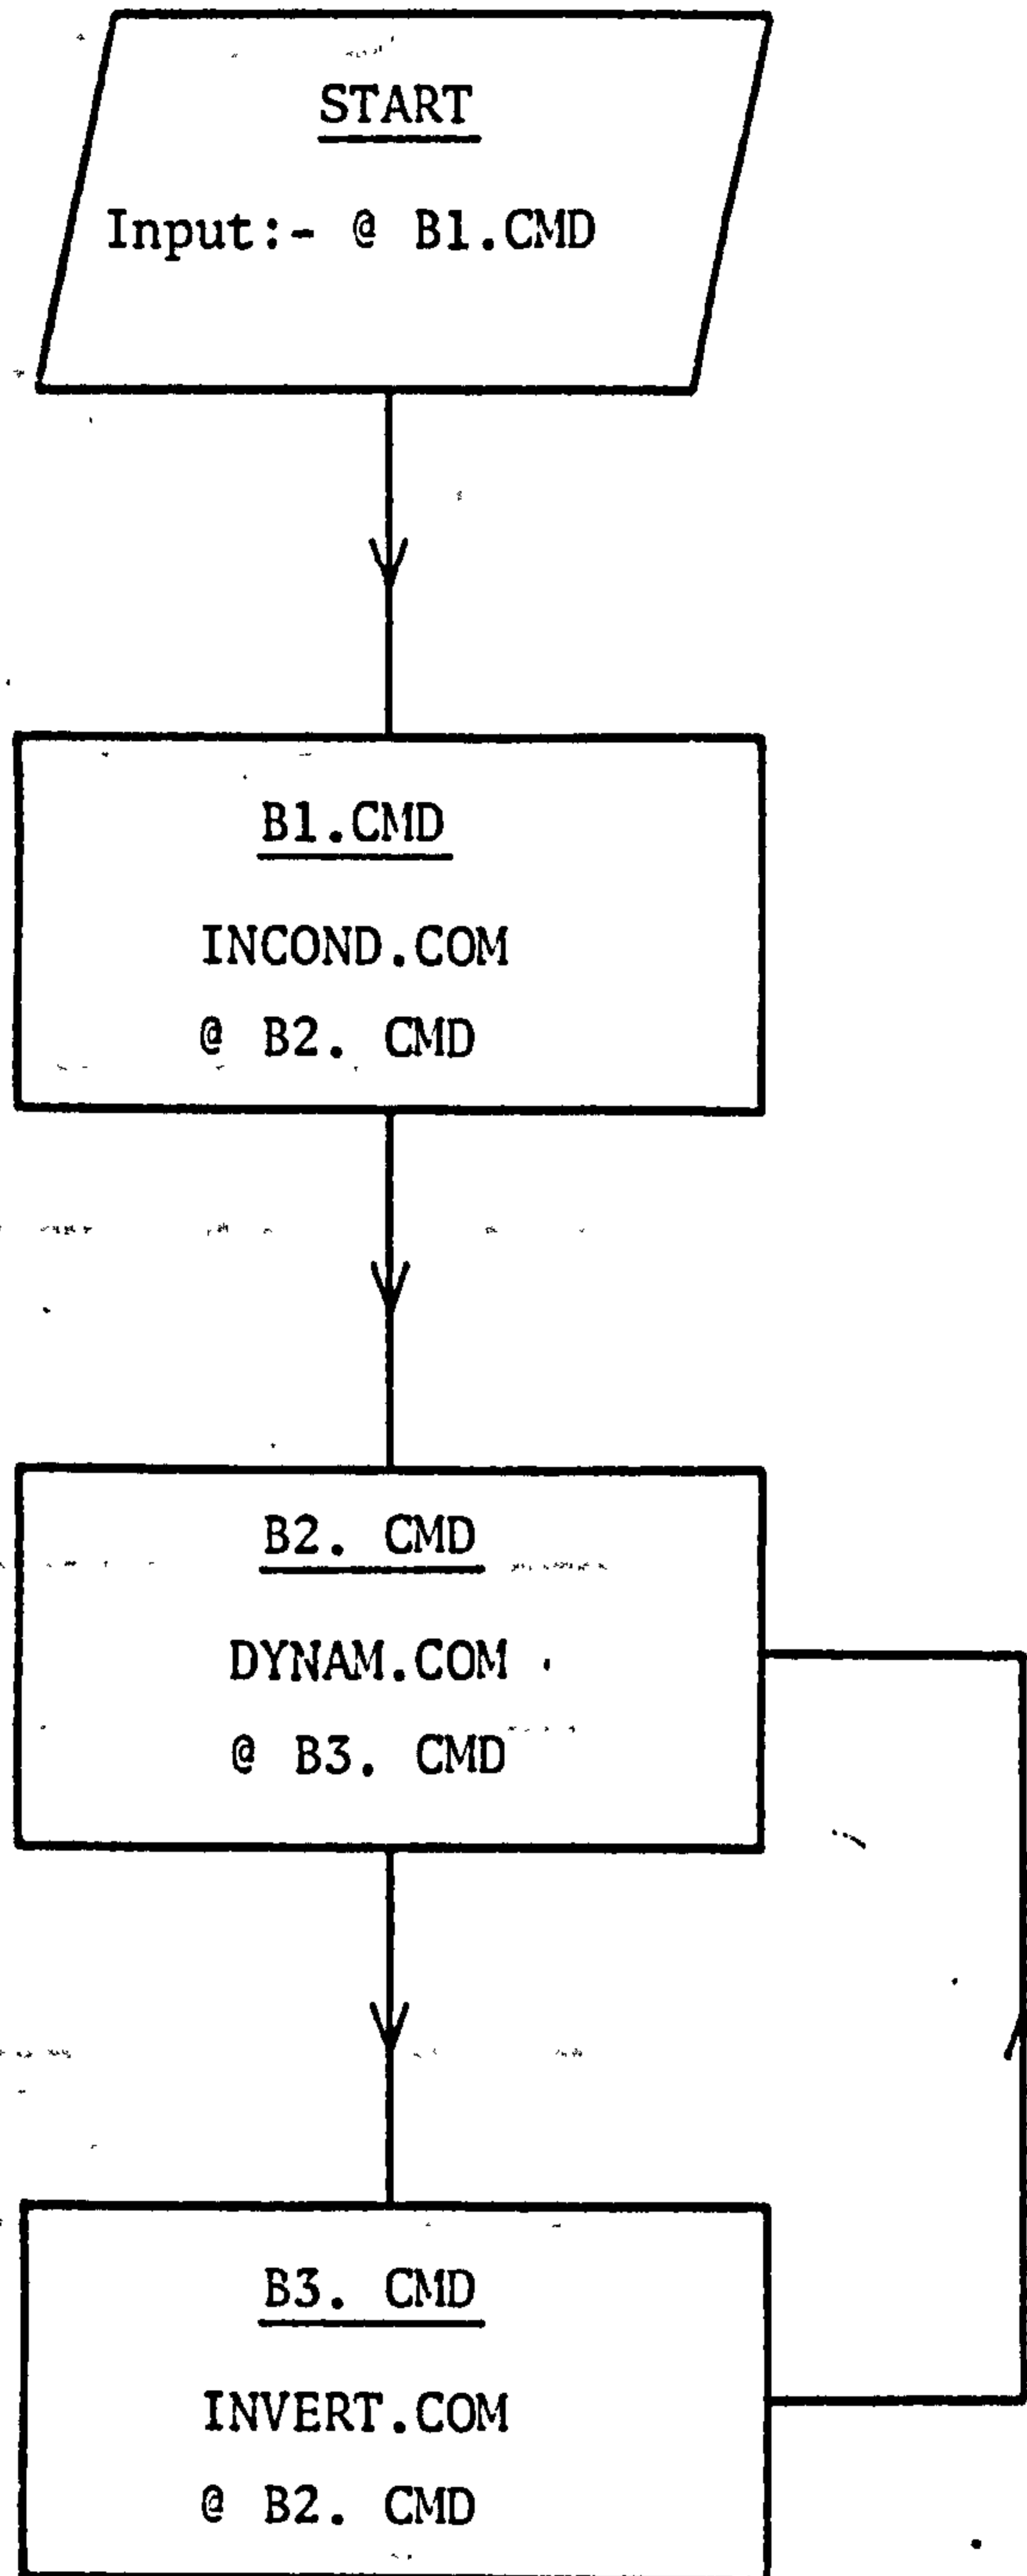 START
Input:- @ B1.CMD
B1.CMD
INCOND.COM
@ B2. CMD
B2. CMD
DYNAM.COM
@ B3. CMD
B3. CMD
INVERT.COM
@ B2. CMD